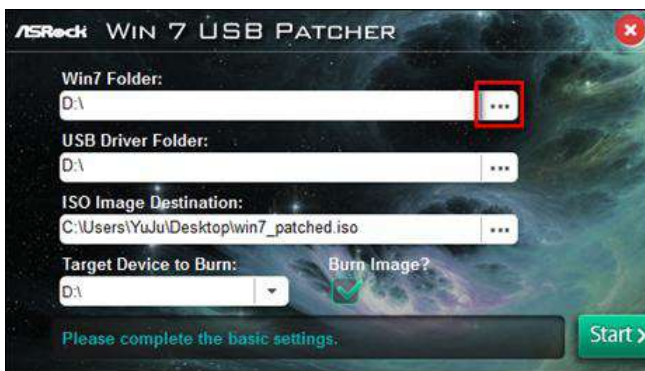 ASRock WIN 7 USB PATCHER
Win7 Folder:
D:\
...
USB Driver Folder:
D:\
...
ISO Image Destination:
C:\Users\YuJu\Desktop\win7_patched.iso
...
Target Device to Burn: Burn Image?
D:\
Please complete the basic settings.
Start